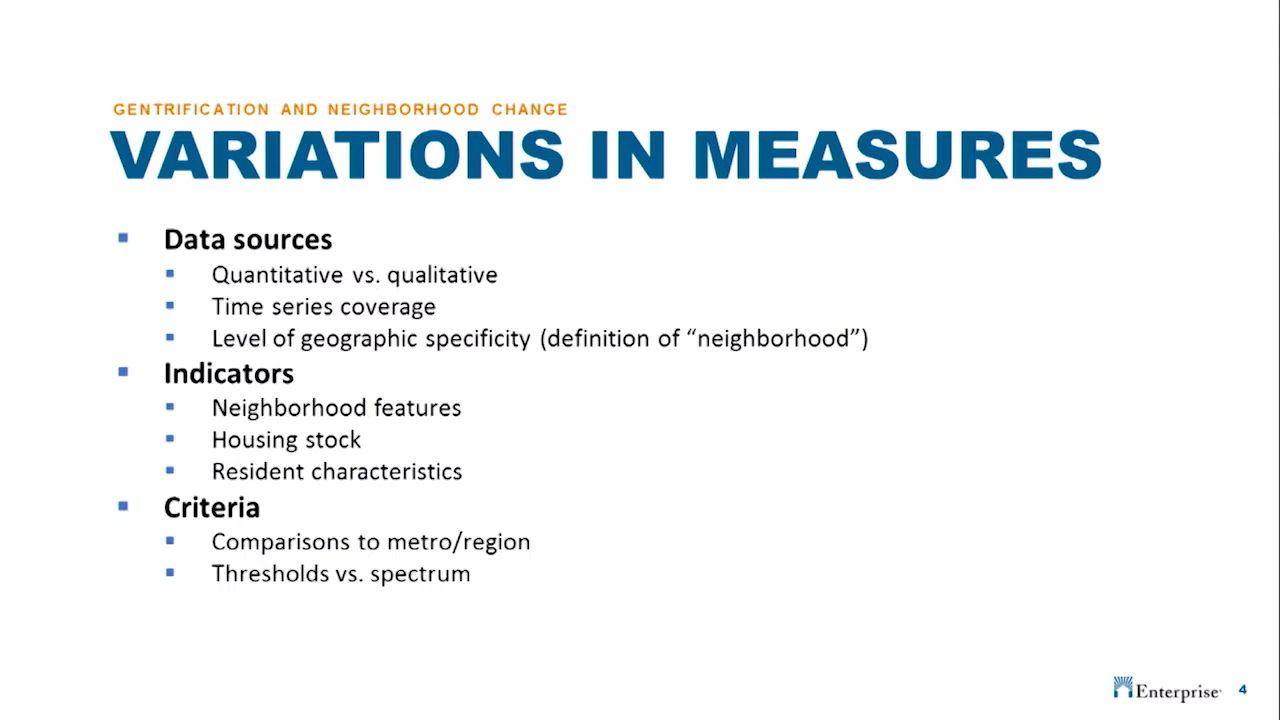 GENTRIFICATION AND NEIGHBORHOOD CHANGE
VARIATIONS IN MEASURES
Data sources
Quantitative vs. qualitative
Time series coverage
Level of geographic specificity (definition of “neighborhood”)
Indicators
Neighborhood features
Housing stock
Resident characteristics
Criteria
Comparisons to metro/region
Thresholds vs. spectrum
Enterprise 4